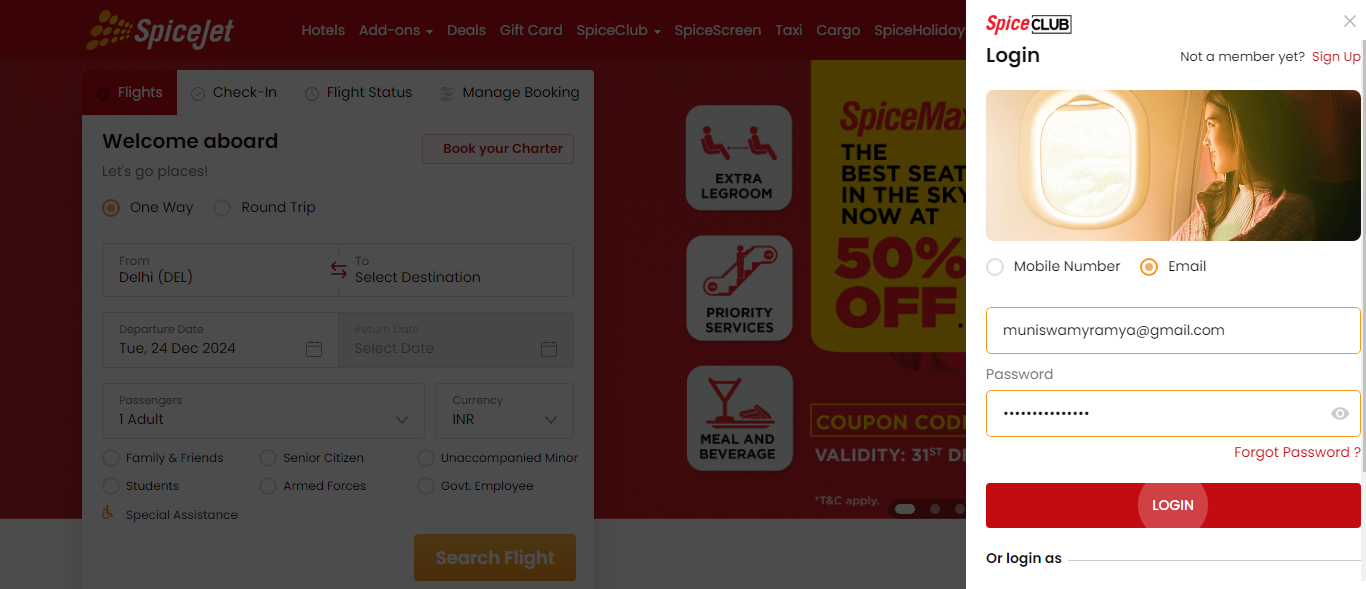 SpiceJet
Hotels Add-ons Deals Gift Card SpiceClub SpiceScreen Taxi Cargo SpiceHoliday
Flights Check-In Flight Status Manage Booking
Welcome aboard
Book your Charter
Let's go places!
One Way Round Trip
From
Delhi (DEL)
To
Select Destination
Departure Date
Tue, 24 Dec 2024
Return Date
Select Date
Passengers
1 Adult
Currency
INR
Family & Friends Senior Citizen Unaccompanied Minor
Students Armed Forces Govt. Employee
Special Assistance
Search Flight
EXTRA
LEGROOM
PRIORITY
SERVICES
MEAL AND
BEVERAGE
SpiceMax
THE
BEST SEAT
IN THE SKY
NOW AT
50%
OFF.
COUPON COD
VALIDITY: 31ST DE
*T&C apply.
SpiceCLUB
Login
Not a member yet? Sign Up
Mobile Number Email
muniswamyramya@gmail.com
Password
•••••••••••••••
Forgot Password ?
LOGIN
Or login as